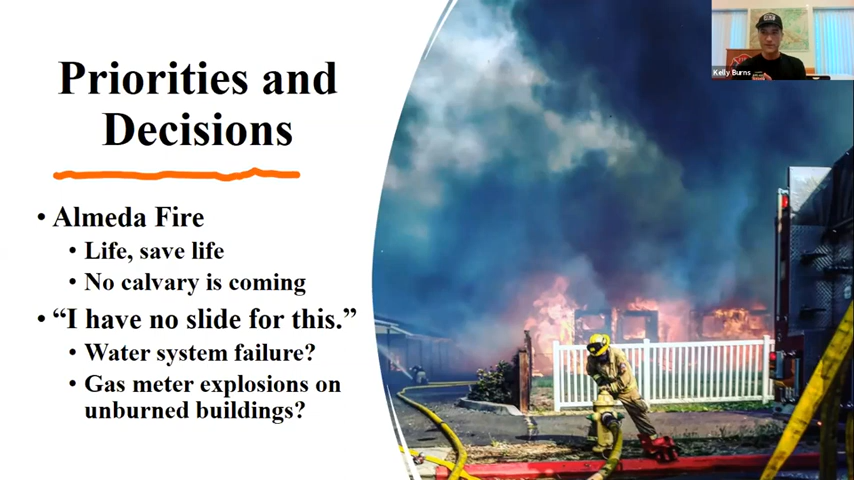 Priorities and
Decisions
• Almeda Fire
• Life, save life
• No calvary is coming
• “I have no slide for this.”
• Water system failure?
• Gas meter explosions on
unburned buildings?
Kelly Burns